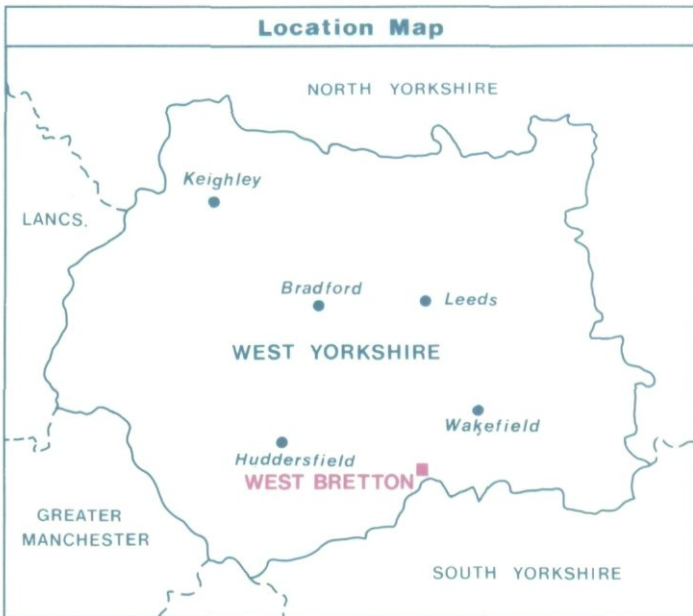 Location Map
NORTH YORKSHIRE
Keighley
LANCS.
Bradford
Leeds
WEST YORKSHIRE
Wakefield
Huddersfield
WEST BRETTON
GREATER
MANCHESTER
SOUTH YORKSHIRE